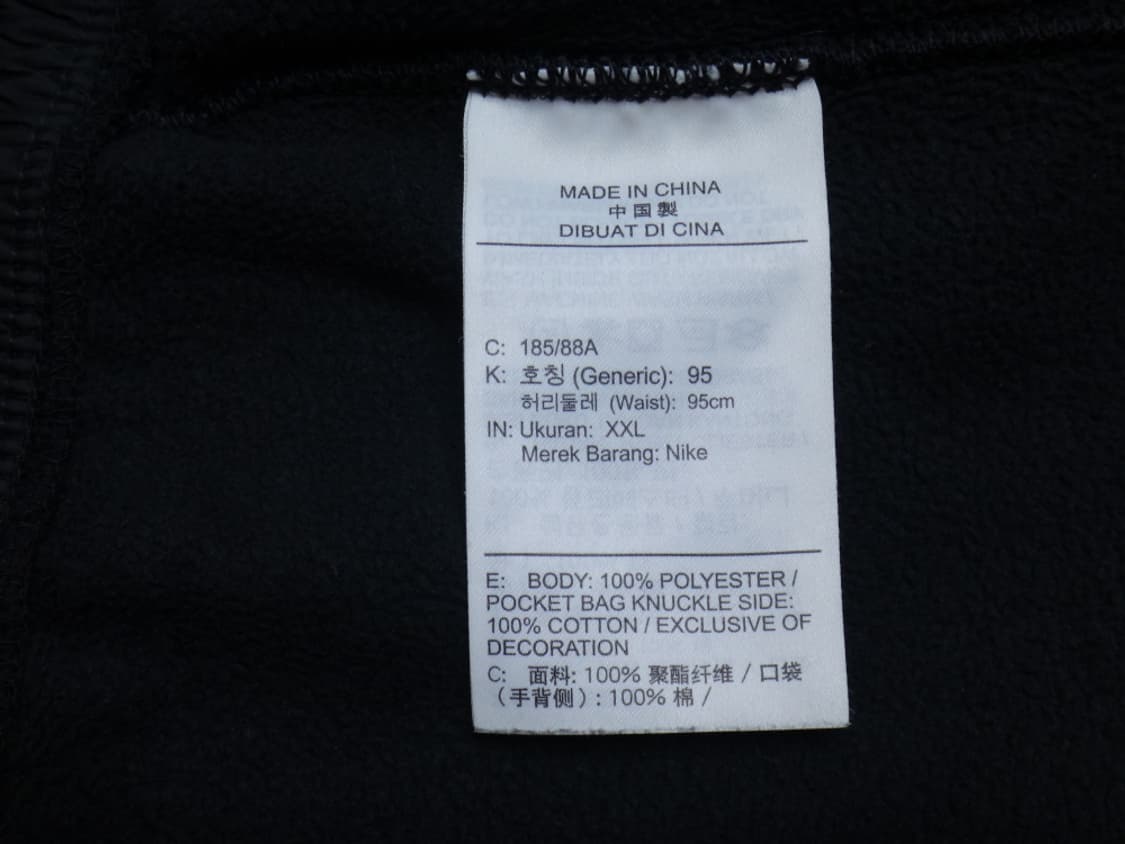 MADE IN CHINA
中国製
DIBUAT DI CINA
C: 185/88A
K: 호칭 (Generic): 95
허리둘레 (Waist): 95cm
IN: Ukuran: XXL
Merek Barang: Nike
E: BODY: 100% POLYESTER /
POCKET BAG KNUCKLE SIDE:
100% COTTON / EXCLUSIVE OF
DECORATION
C: 面料: 100% 聚酯纤维 / 口袋
（手背侧）: 100% 棉 /